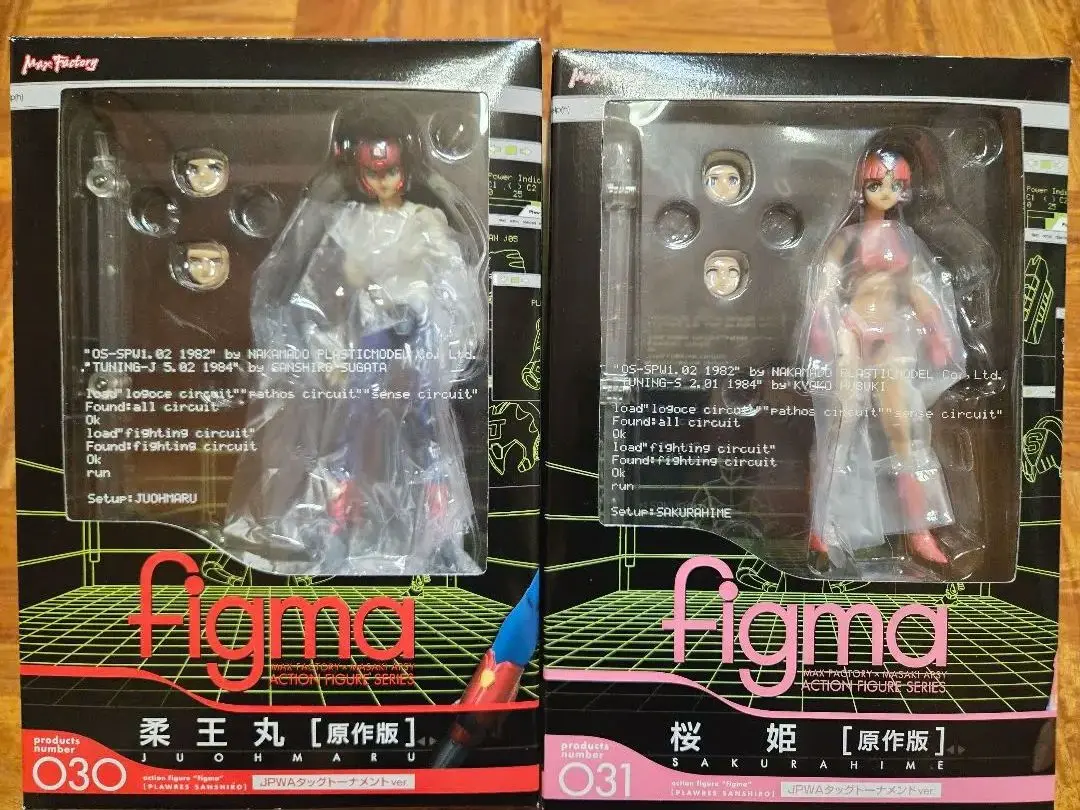 Max Factory
"OS-SPW1.02 1982" by NAKAMADO PLASTICMODEL Co. Ltd.
"TUNING-J 5.02 1984" by SANSHIRO SUGATA
load"logoce circuit""pathos circuit""sense circuit"
Found:all circuit
Ok
load"fighting circuit"
Found:fighting circuit
Ok
run
Setup:JUOHMARU
figma
MAX FACTORY × MASAKI APSY
ACTION FIGURE SERIES
柔王丸[原作版]
JUOHMARU
products
number
030
action figure "figma"
[PLAWRES SANSHIRO]
JPWAタッグトーナメントver.
Max Factory
Power Indic
"OS-SPW1.02 1982" by NAKAMADO PLASTICMODEL Co. Ltd.
"TUNING-S 2.01 1984" by KYOKO HUBUKI
load"logoce circuit""pathos circuit""sense circuit"
Found:all circuit
Ok
load"fighting circuit"
Found:fighting circuit
Ok
run
Setup:SAKURAHIME
figma
MAX FACTORY × MASAKI APSY
ACTION FIGURE SERIES
桜姫[原作版]
SAKURAHIME
products
number
031
action figure "figma"
[PLAWRES SANSHIRO]
JPWAタッグトーナメントver.